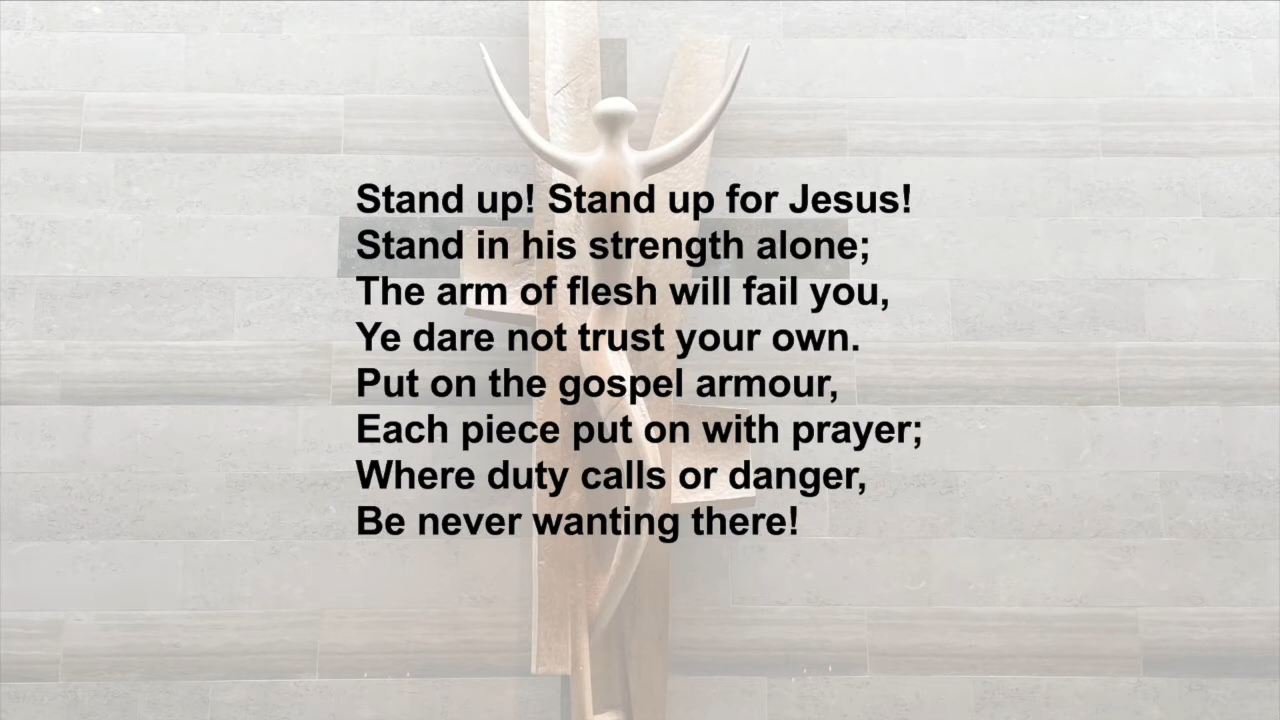 Stand up! Stand up for Jesus!
Stand in his strength alone;
The arm of flesh will fail you,
Ye dare not trust your own.
Put on the gospel armour,
Each piece put on with prayer;
Where duty calls or danger,
Be never wanting there!